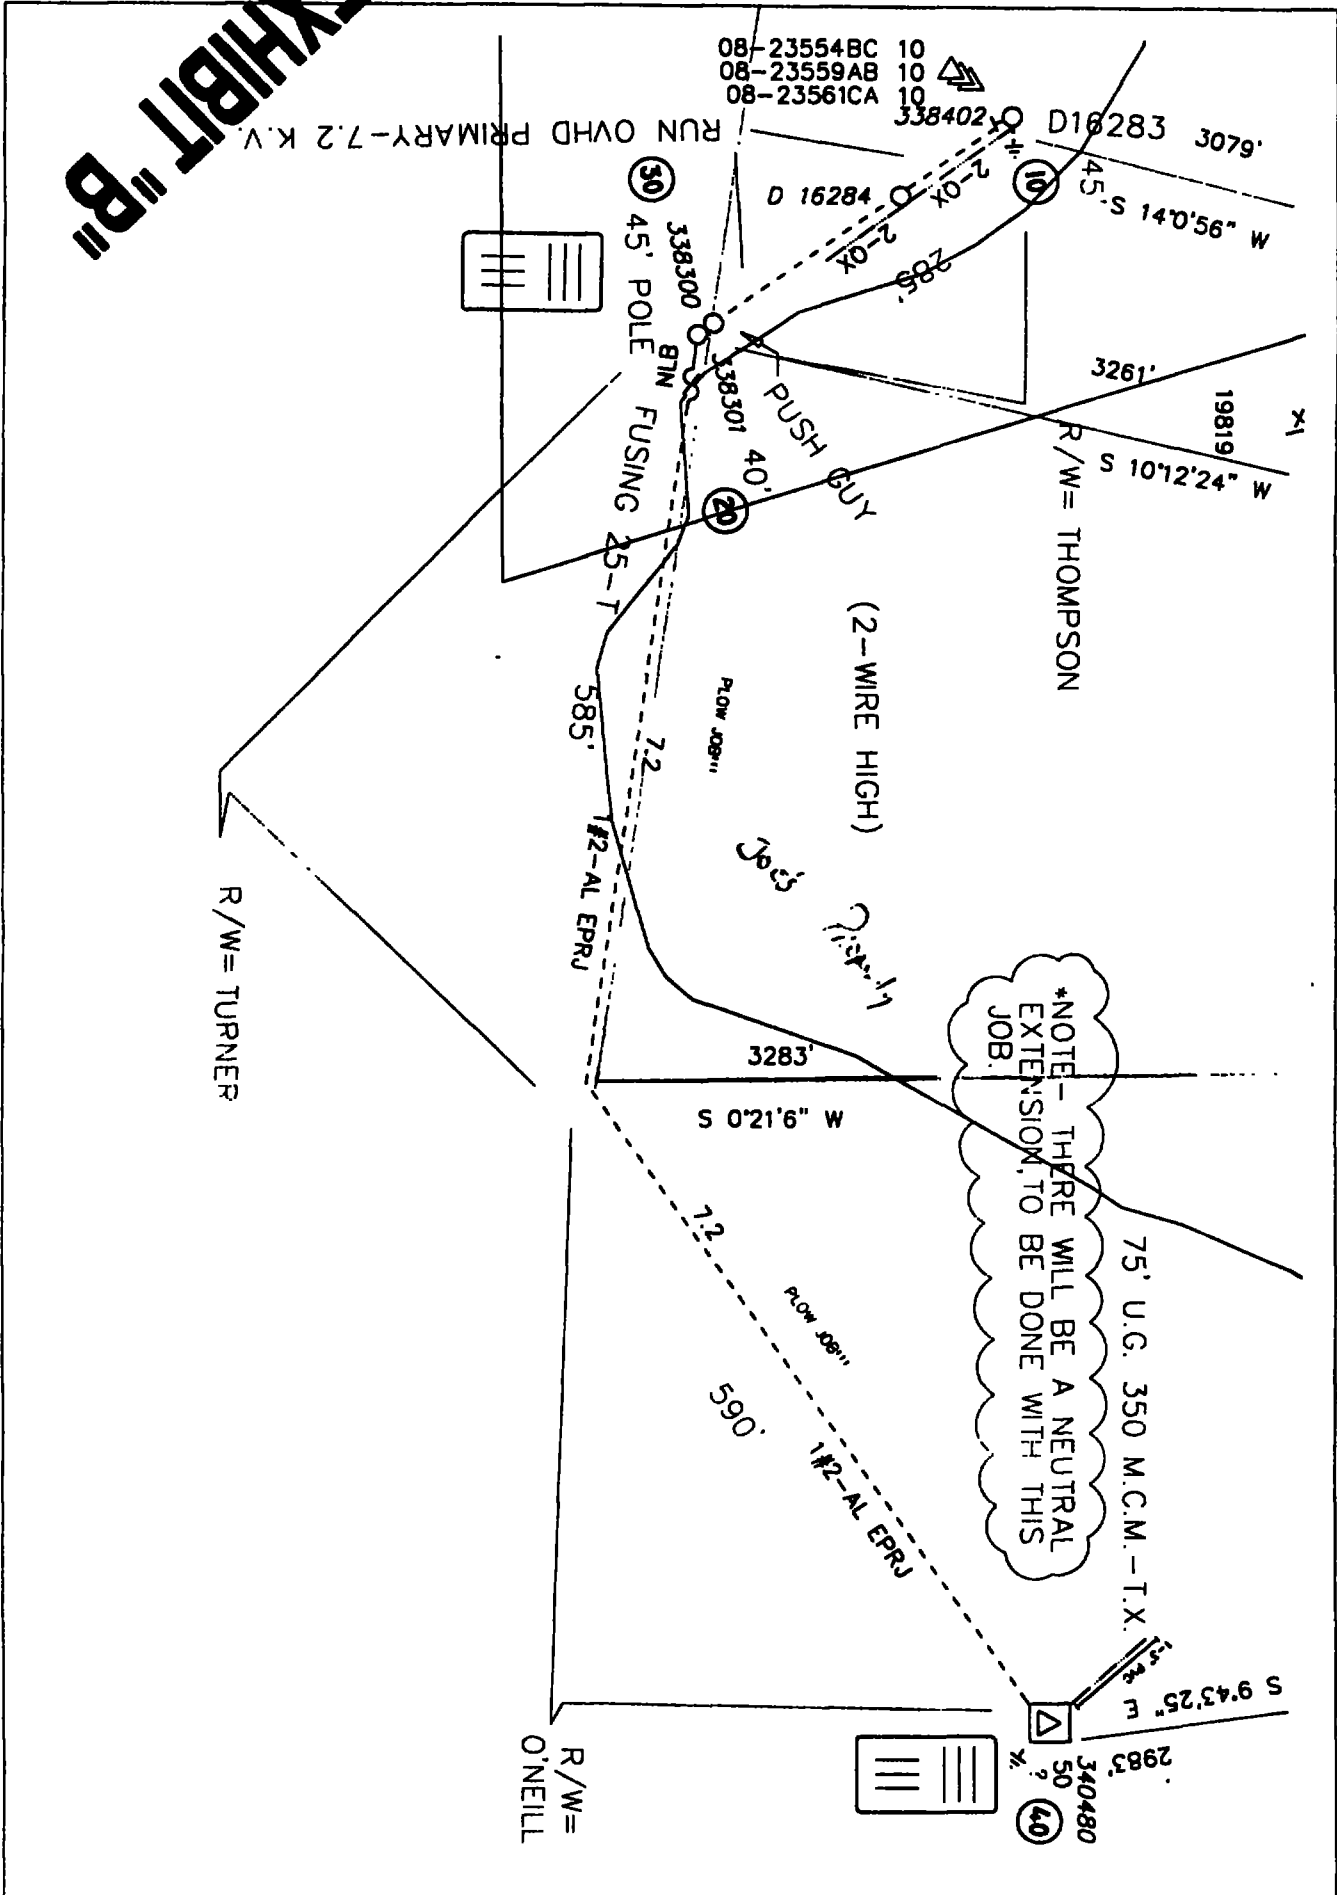 XHIBIT "B"
08-23554BC 10
08-23559AB 10
08-23561CA 10
338402
D16283
3079'
10
45'
S 14°0'56" W
RUN OVHD PRIMARY-7.2 K.V.
D 16284
2-QX
2-QX
285'
30
45' POLE FUSING 25-T
338300
338301
PUSH GUY
40'
20
3261'
19819
S 10°12'24" W
R/W= THOMPSON
(2-WIRE HIGH)
PLOW JOB!!!
585'
7.2
1#2-AL EPRJ
Joe's
R/W= TURNER
3283'
S 0°21'6" W
*NOTE- THERE WILL BE A NEUTRAL
EXTENSION, TO BE DONE WITH THIS
JOB.
75' U.G. 350 M.C.M.-T.X.
7.2
PLOW JOB!!!
590'
1#2-AL EPRJ
S 9°43'25" E
2983'
340480
50
?
40
R/W=
O'NEILL